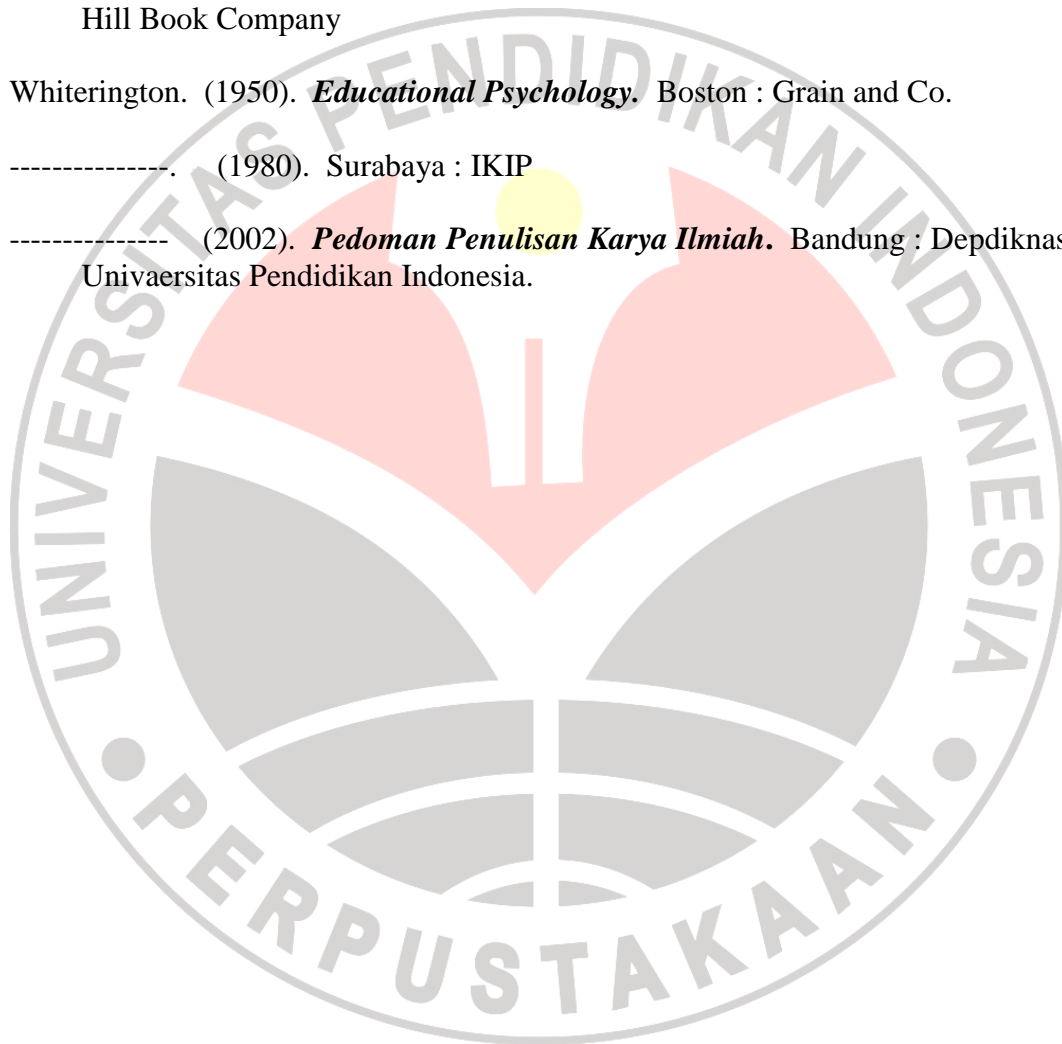 Hill Book Company
Whiterington. (1950). Educational Psychology. Boston : Grain and Co.
---------------. (1980). Surabaya : IKIP
--------------- (2002). Pedoman Penulisan Karya Ilmiah. Bandung : Depdiknas
Univaersitas Pendidikan Indonesia.
UNIVERSITAS PENDIDIKAN INDONESIA
PERPUSTAKAAN